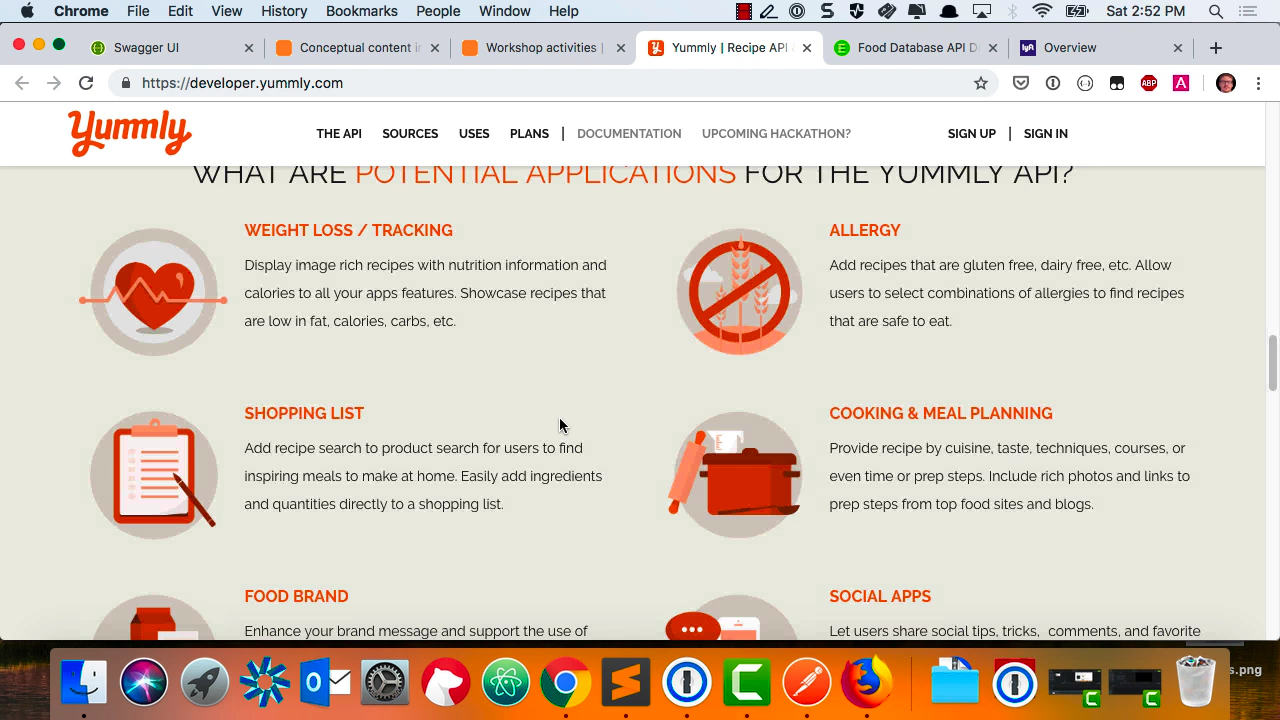 Chrome File Edit View History Bookmarks People Window Help Sat 2:52 PM
Swagger UI Conceptual content i Workshop activities | Yummly | Recipe API Food Database API D Overview
https://developer.yummly.com
Yummly THE API SOURCES USES PLANS | DOCUMENTATION UPCOMING HACKATHON? SIGN UP | SIGN IN
WHAT ARE POTENTIAL APPLICATIONS FOR THE YUMMLY API?
WEIGHT LOSS / TRACKING
Display image rich recipes with nutrition information and
calories to all your apps features. Showcase recipes that
are low in fat, calories, carbs, etc.
ALLERGY
Add recipes that are gluten free, dairy free, etc. Allow
users to select combinations of allergies to find recipes
that are safe to eat.
SHOPPING LIST
Add recipe search to product search for users to find
inspiring meals to make at home. Easily add ingredients
and quantities directly to a shopping list.
COOKING & MEAL PLANNING
Provide recipe by cuisine, taste, techniques, courses, or
even time or prep steps. Include rich photos and links to
prep steps from top food sites and blogs.
FOOD BRAND
Enhance your brand message and support the use of
SOCIAL APPS
Let users share social tips, tricks, comments, and favorite
s.png